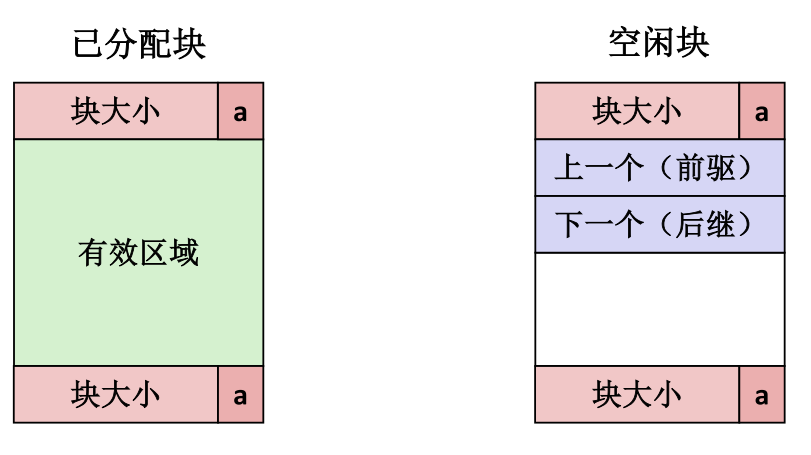 已分配块
空闲块
块大小 a
块大小 a
上一个（前驱）
下一个（后继）
有效区域
块大小 a
块大小 a